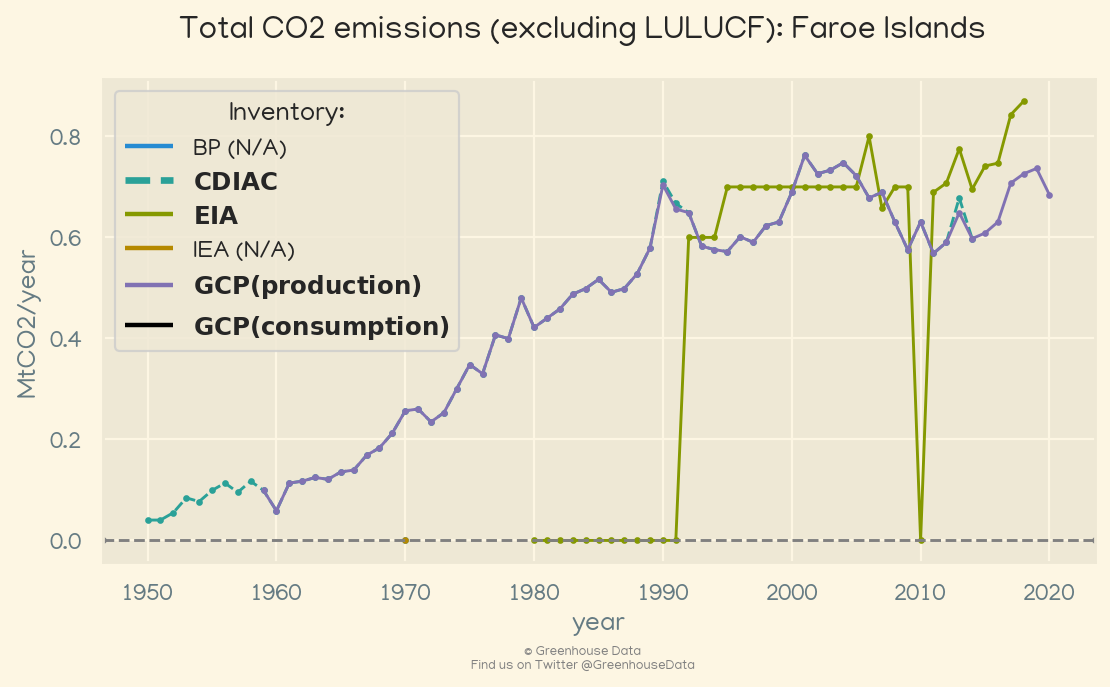 Total CO2 emissions (excluding LULUCF): Faroe Islands
Inventory:
BP (N/A)
CDIAC
EIA
IEA (N/A)
GCP(production)
GCP(consumption)
MtCO2/year
0.8
0.6
0.4
0.2
0.0
1950 1960 1970 1980 1990 2000 2010 2020
year
© Greenhouse Data
Find us on Twitter @GreenhouseData